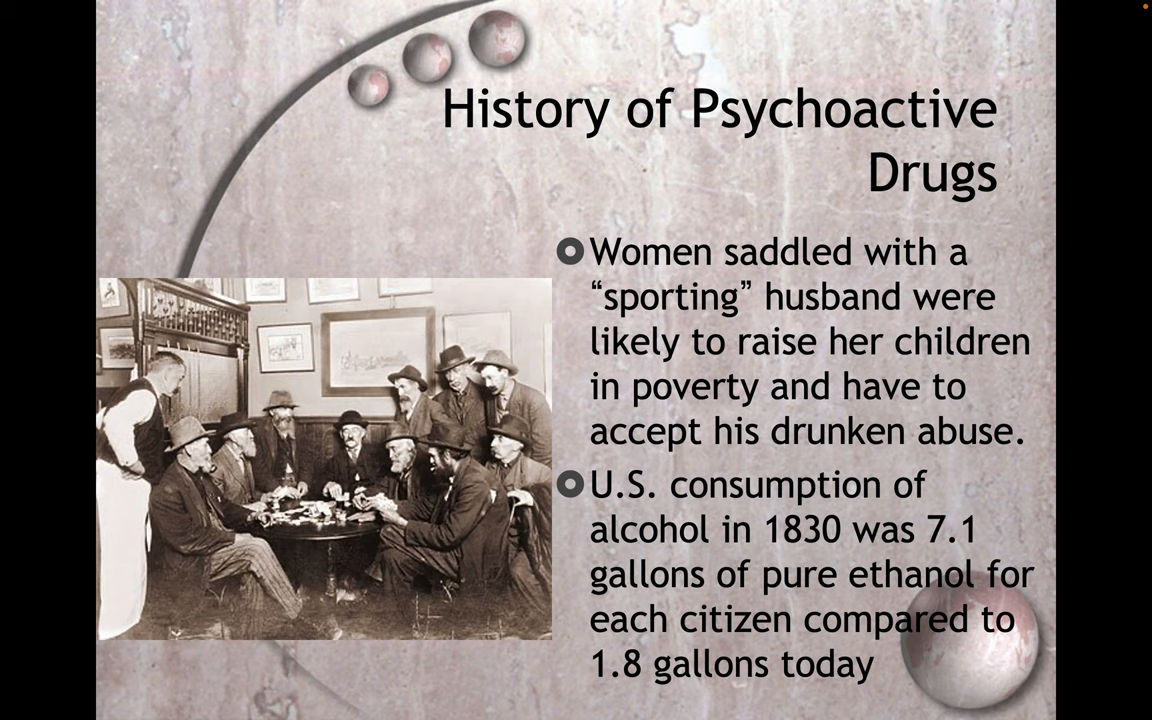 History of Psychoactive
Drugs
Women saddled with a
“sporting” husband were
likely to raise her children
in poverty and have to
accept his drunken abuse.
U.S. consumption of
alcohol in 1830 was 7.1
gallons of pure ethanol for
each citizen compared to
1.8 gallons today